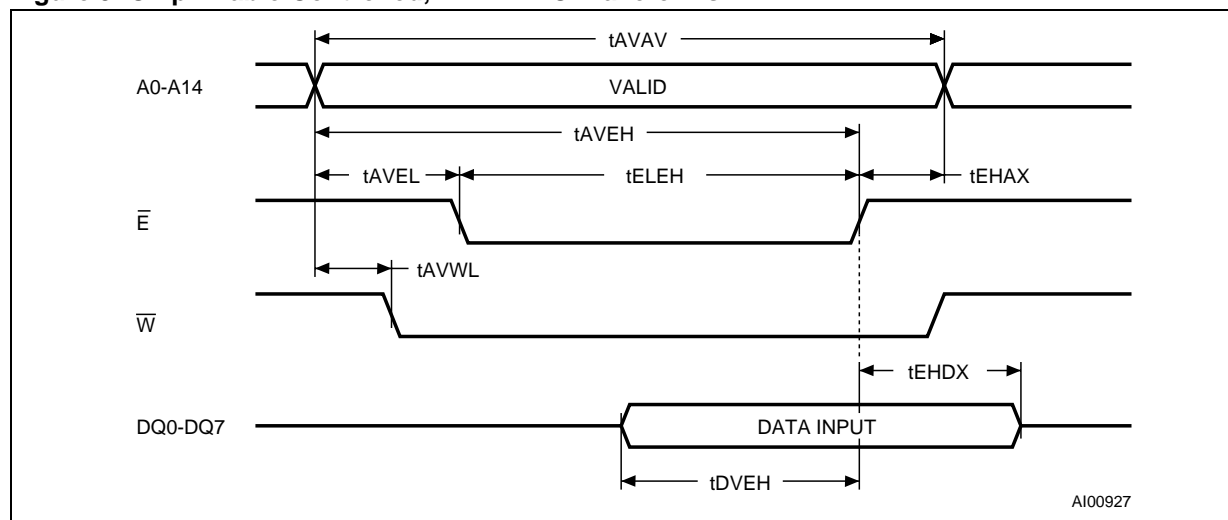 tAVAV
A0-A14 VALID
tAVEH
tAVEL tELEH tEHAX
E̅
tAVWL
W̅
tEHDX
DQ0-DQ7 DATA INPUT
tDVEH
AI00927